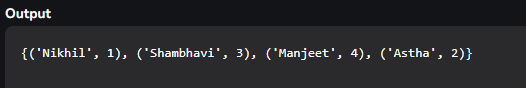 Output
{('Nikhil', 1), ('Shambhavi', 3), ('Manjeet', 4), ('Astha', 2)}